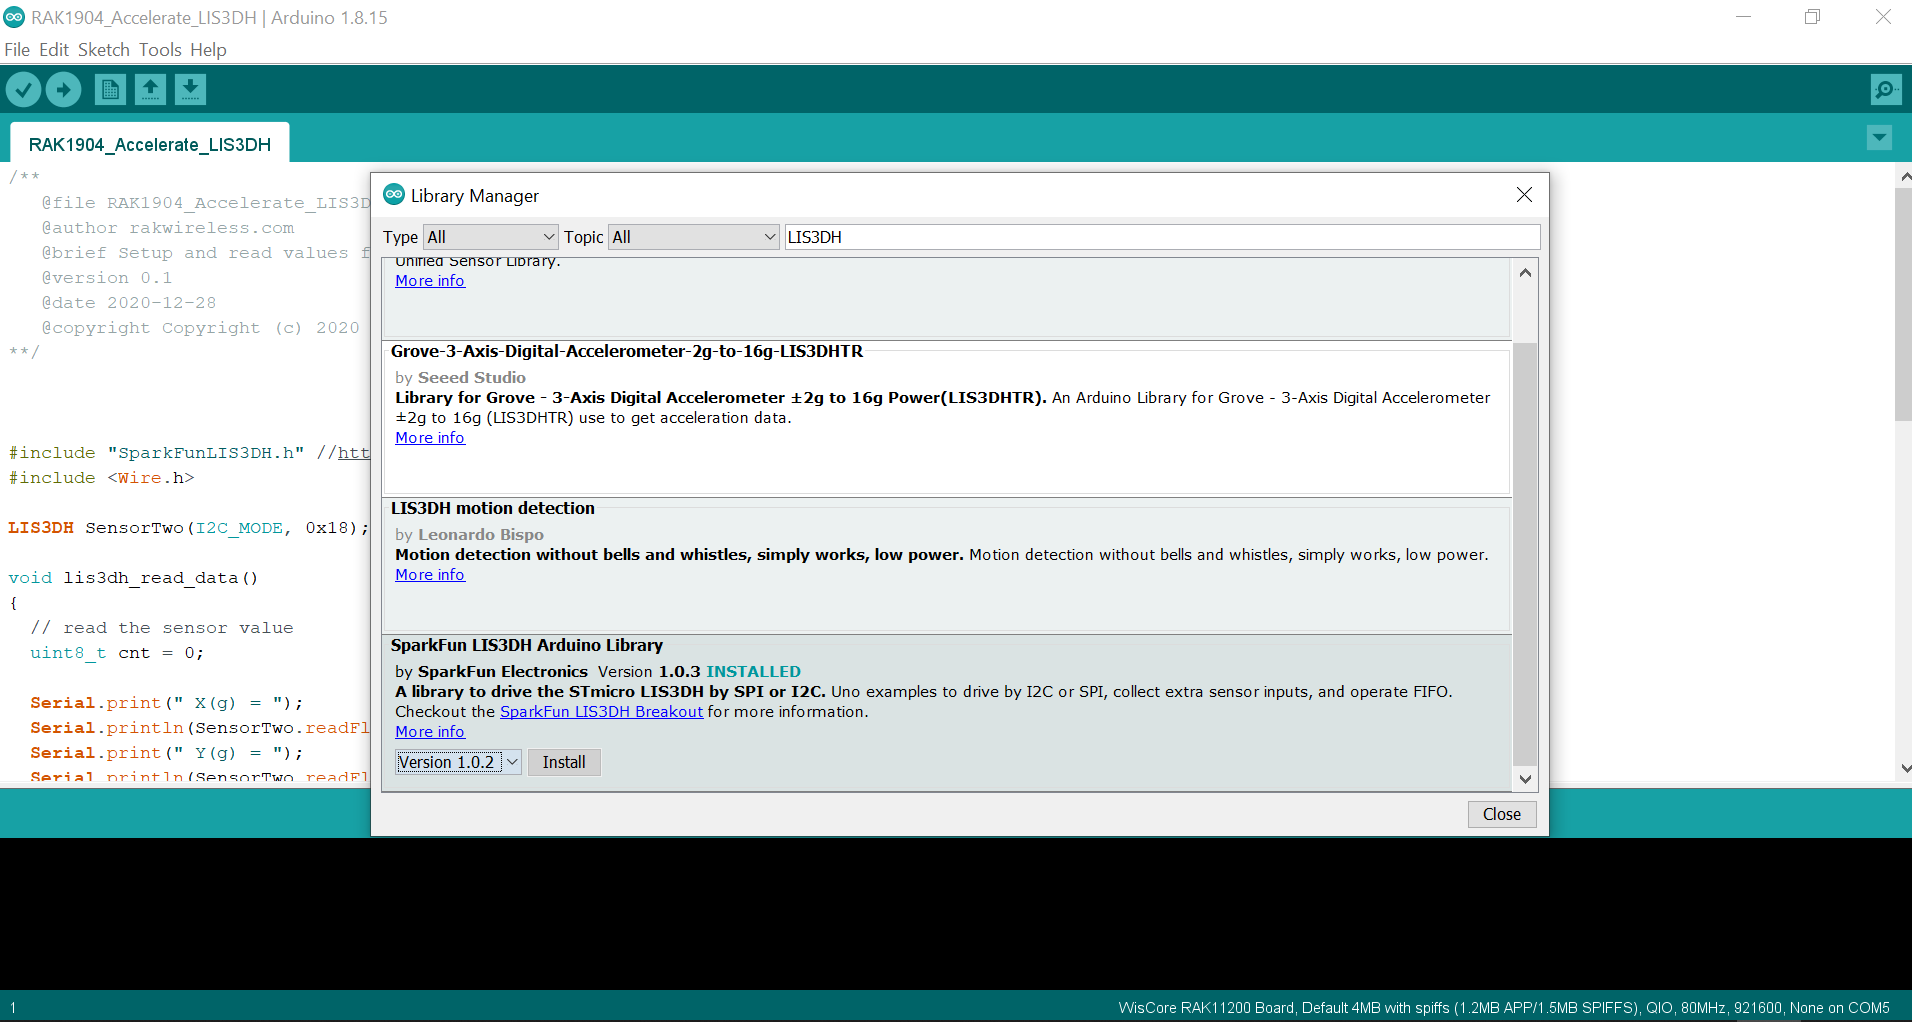 RAK1904_Accelerate_LIS3DH | Arduino 1.8.15
File Edit Sketch Tools Help
RAK1904_Accelerate_LIS3DH
/**
@file RAK1904_Accelerate_LIS3D
@author rakwireless.com
@brief Setup and read values f
@version 0.1
@date 2020-12-28
@copyright Copyright (c) 2020
**/
#include "SparkFunLIS3DH.h" //htt
#include <Wire.h>
LIS3DH SensorTwo(I2C_MODE, 0x18);
void lis3dh_read_data()
{
// read the sensor value
uint8_t cnt = 0;
Serial.print(" X(g) = ");
Serial.println(SensorTwo.readFl
Serial.print(" Y(g) = ");
Serial.println(SensorTwo.readFl
Library Manager
Type All Topic All LIS3DH
Unified Sensor Library.
More info
Grove-3-Axis-Digital-Accelerometer-2g-to-16g-LIS3DHTR
by Seeed Studio
Library for Grove - 3-Axis Digital Accelerometer ±2g to 16g Power(LIS3DHTR). An Arduino Library for Grove - 3-Axis Digital Accelerometer
±2g to 16g (LIS3DHTR) use to get acceleration data.
More info
LIS3DH motion detection
by Leonardo Bispo
Motion detection without bells and whistles, simply works, low power. Motion detection without bells and whistles, simply works, low power.
More info
SparkFun LIS3DH Arduino Library
by SparkFun Electronics Version 1.0.3 INSTALLED
A library to drive the STmicro LIS3DH by SPI or I2C. Uno examples to drive by I2C or SPI, collect extra sensor inputs, and operate FIFO.
Checkout the SparkFun LIS3DH Breakout for more information.
More info
Version 1.0.2 Install
Close
1 WisCore RAK11200 Board, Default 4MB with spiffs (1.2MB APP/1.5MB SPIFFS), QIO, 80MHz, 921600, None on COM5